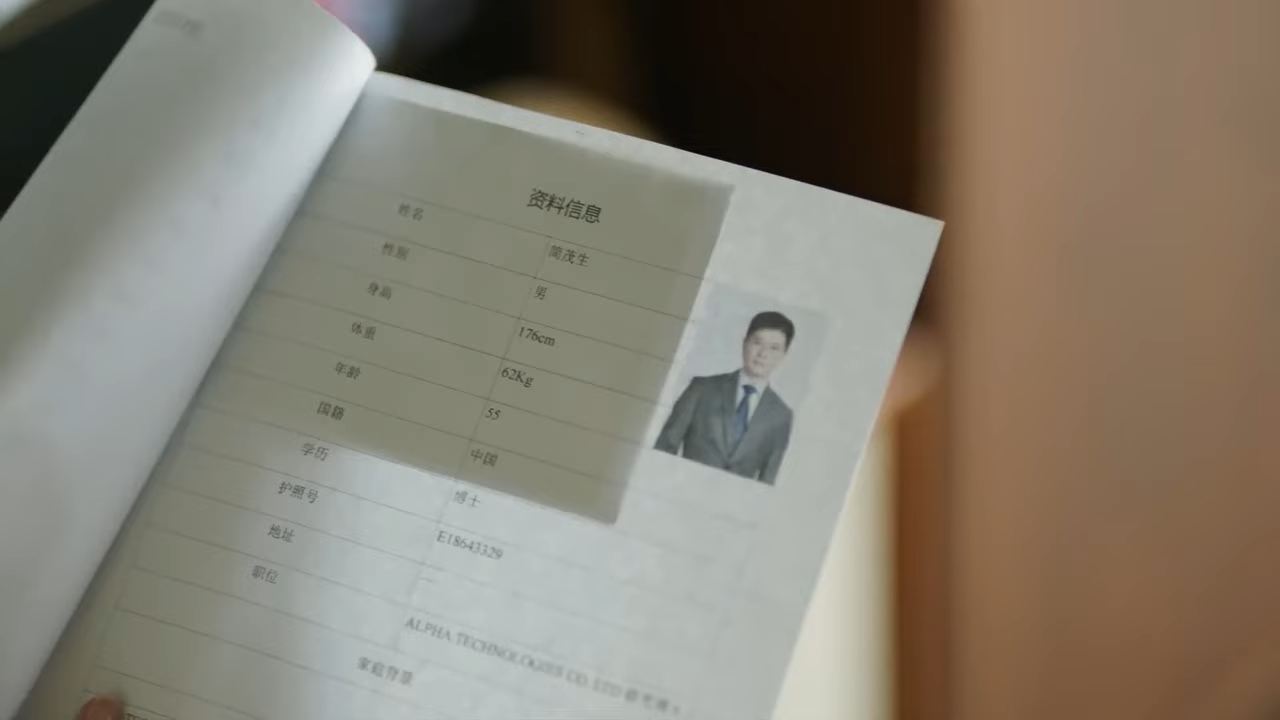 资料信息
姓名 简茂生
性别 男
身高 176cm
体重 62Kg
年龄 55
国籍 中国
学历 博士
护照号 E18643329
地址
职位 ALPHA TECHNOLOGIES CO. LTD
家庭背景